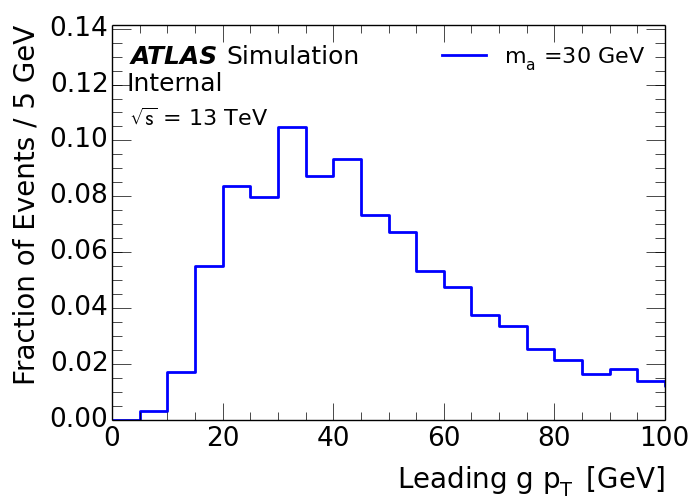 0.14
0.12
0.10
0.08
0.06
0.04
0.02
0.00
Fraction of Events / 5 GeV
ATLAS Simulation
Internal
√s = 13 TeV
mₐ =30 GeV
0 20 40 60 80 100
Leading g p_T [GeV]